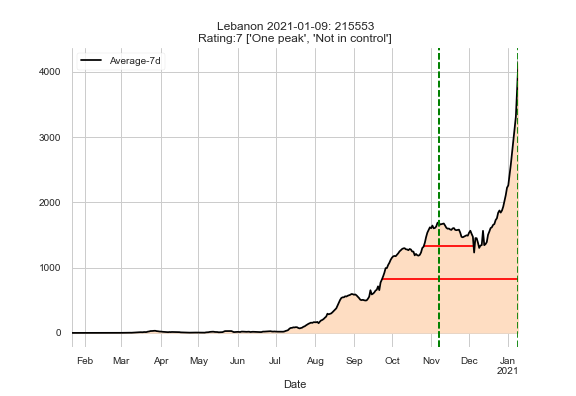 Lebanon 2021-01-09: 215553
Rating:7 ['One peak', 'Not in control']
Average-7d
4000
3000
2000
1000
0
Feb Mar Apr May Jun Jul Aug Sep Oct Nov Dec Jan
2021
Date